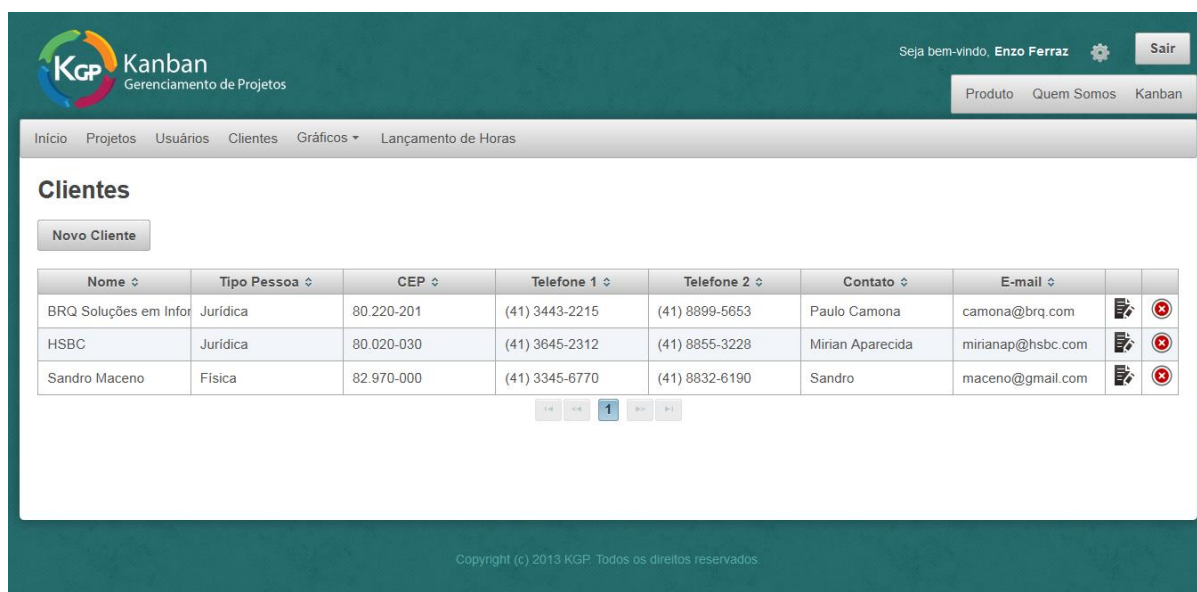 KGP Kanban
Gerenciamento de Projetos
Seja bem-vindo, Enzo Ferraz
Sair
Produto Quem Somos Kanban
Início Projetos Usuários Clientes Gráficos Lançamento de Horas
Clientes
Novo Cliente
Nome Tipo Pessoa CEP Telefone 1 Telefone 2 Contato E-mail
BRQ Soluções em Infor Jurídica 80.220-201 (41) 3443-2215 (41) 8899-5653 Paulo Camona camona@brq.com
HSBC Jurídica 80.020-030 (41) 3645-2312 (41) 8855-3228 Mirian Aparecida mirianap@hsbc.com
Sandro Maceno Física 82.970-000 (41) 3345-6770 (41) 8832-6190 Sandro maceno@gmail.com
1
Copyright (c) 2013 KGP. Todos os direitos reservados.